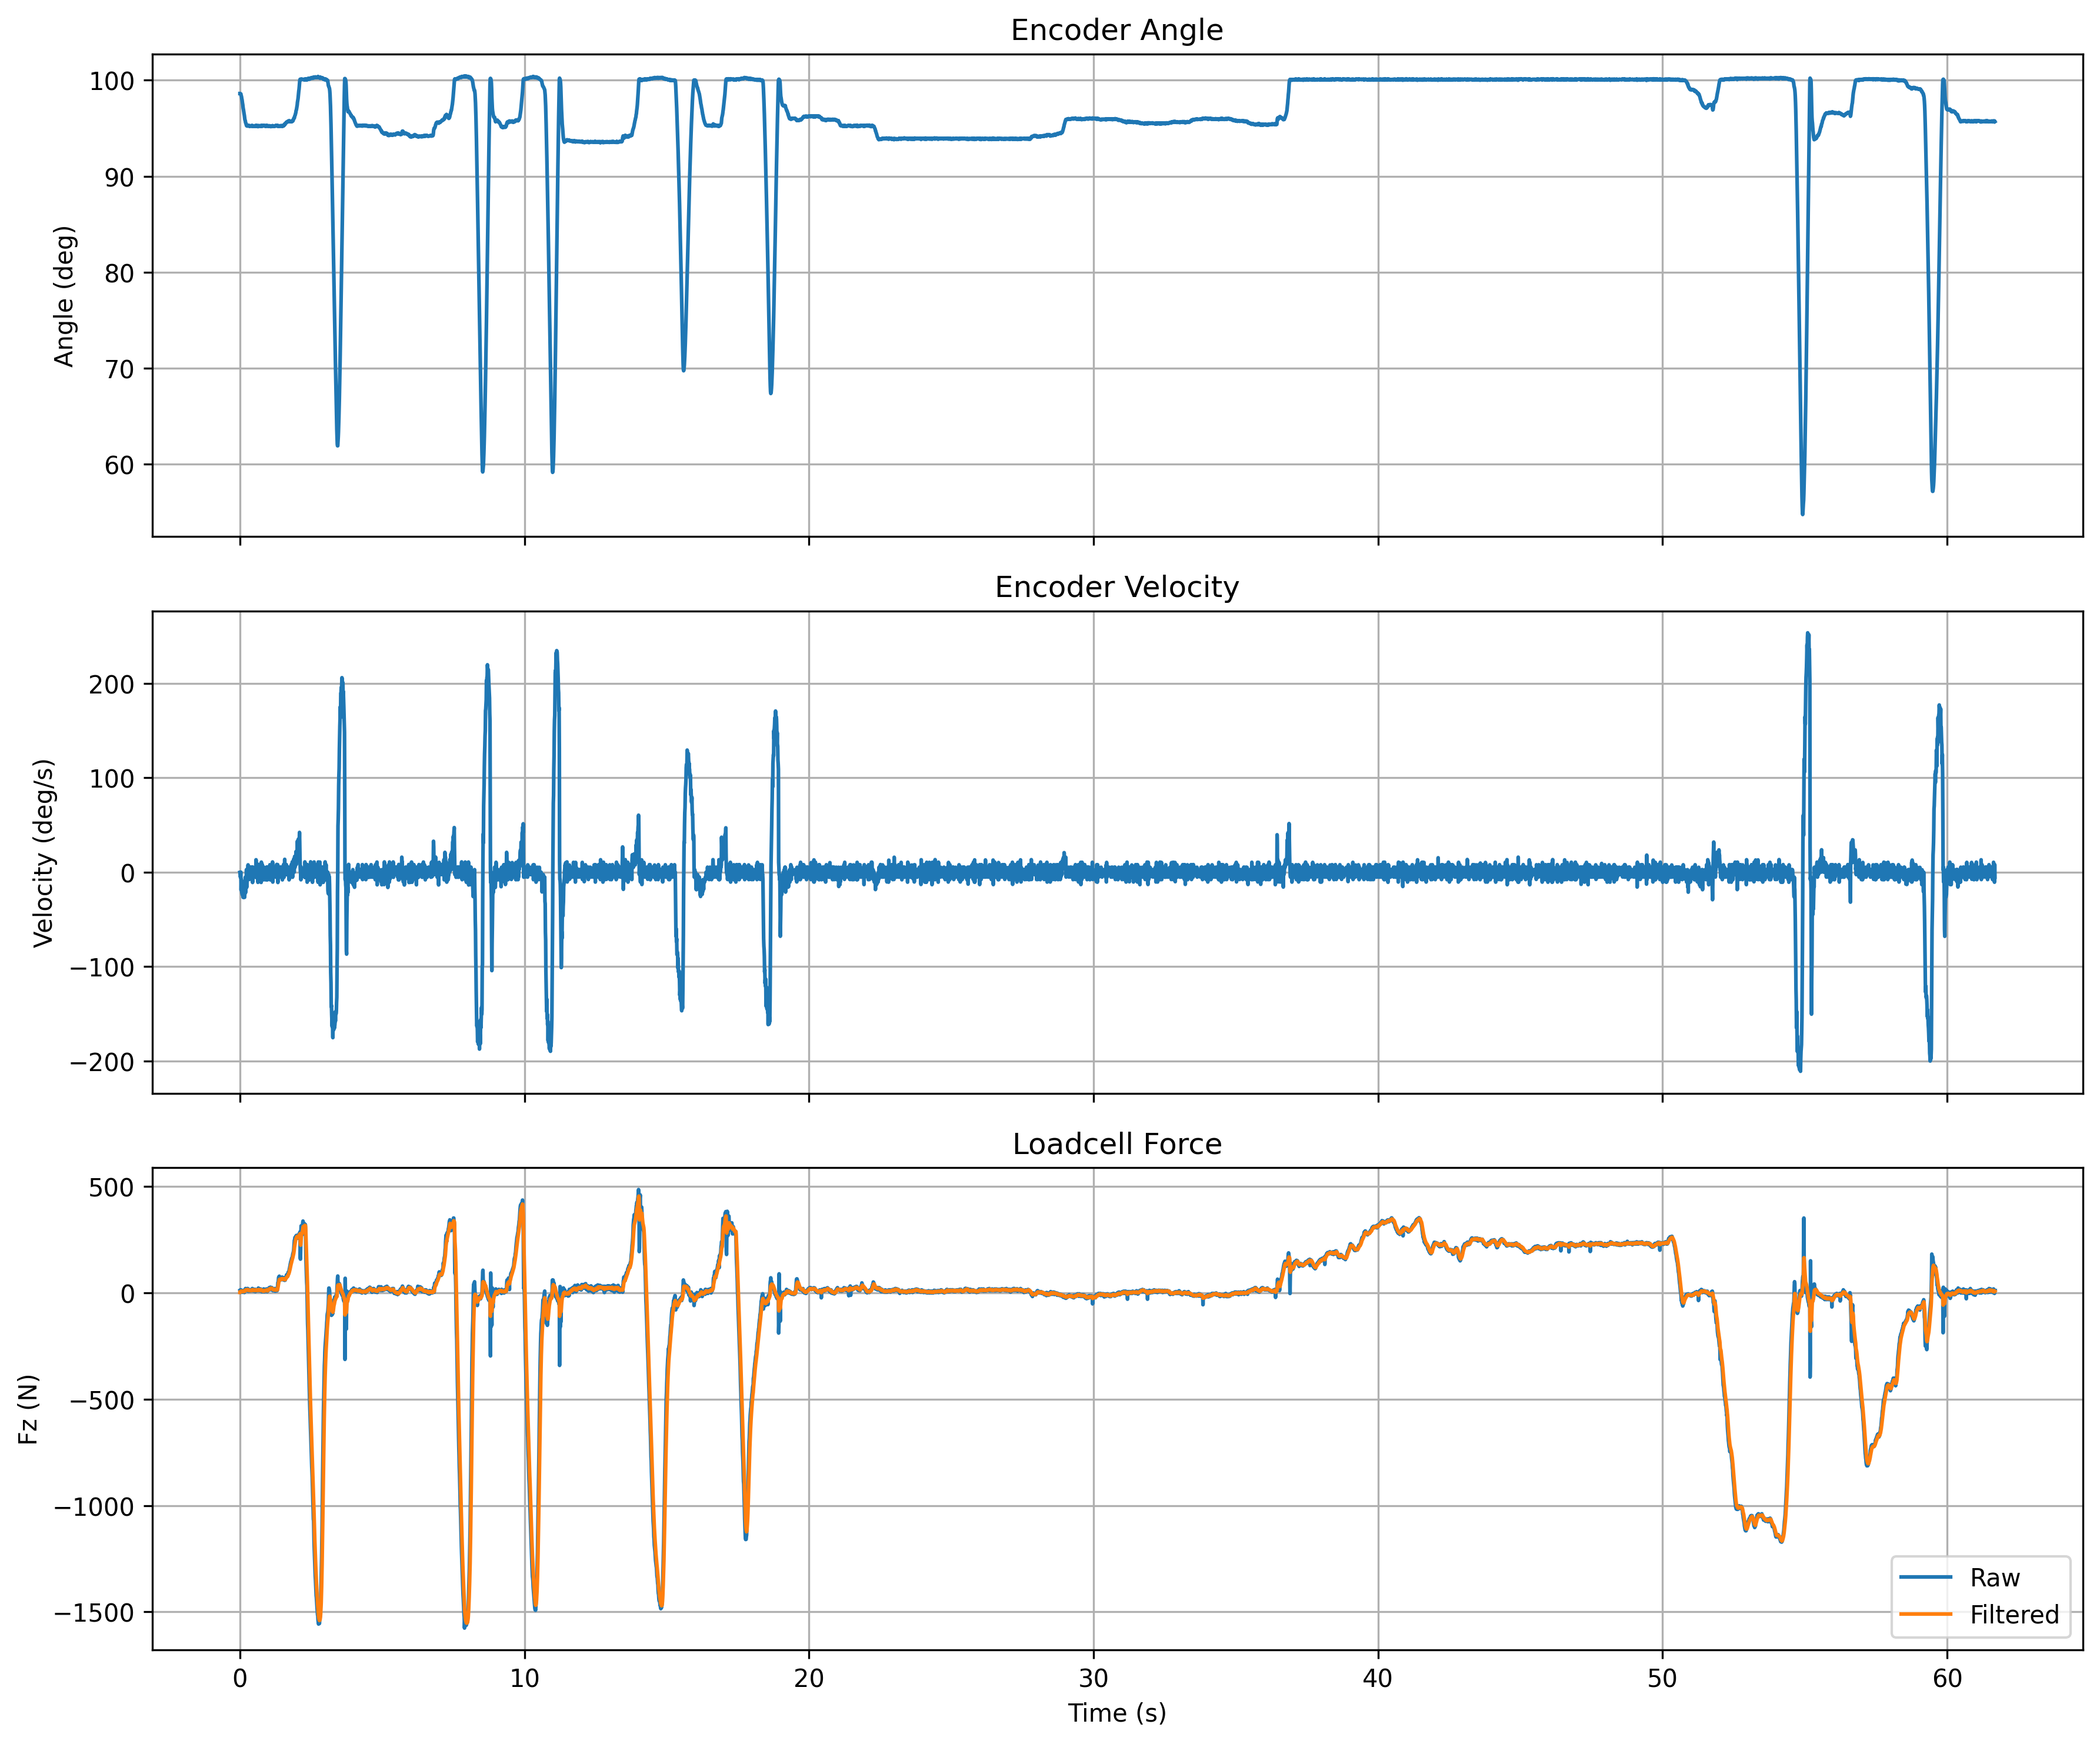 Encoder Angle
100
90
80
70
60
Angle (deg)
Encoder Velocity
200
100
0
−100
−200
Velocity (deg/s)
Loadcell Force
500
0
−500
−1000
−1500
Fz (N)
Raw
Filtered
0 10 20 30 40 50 60
Time (s)